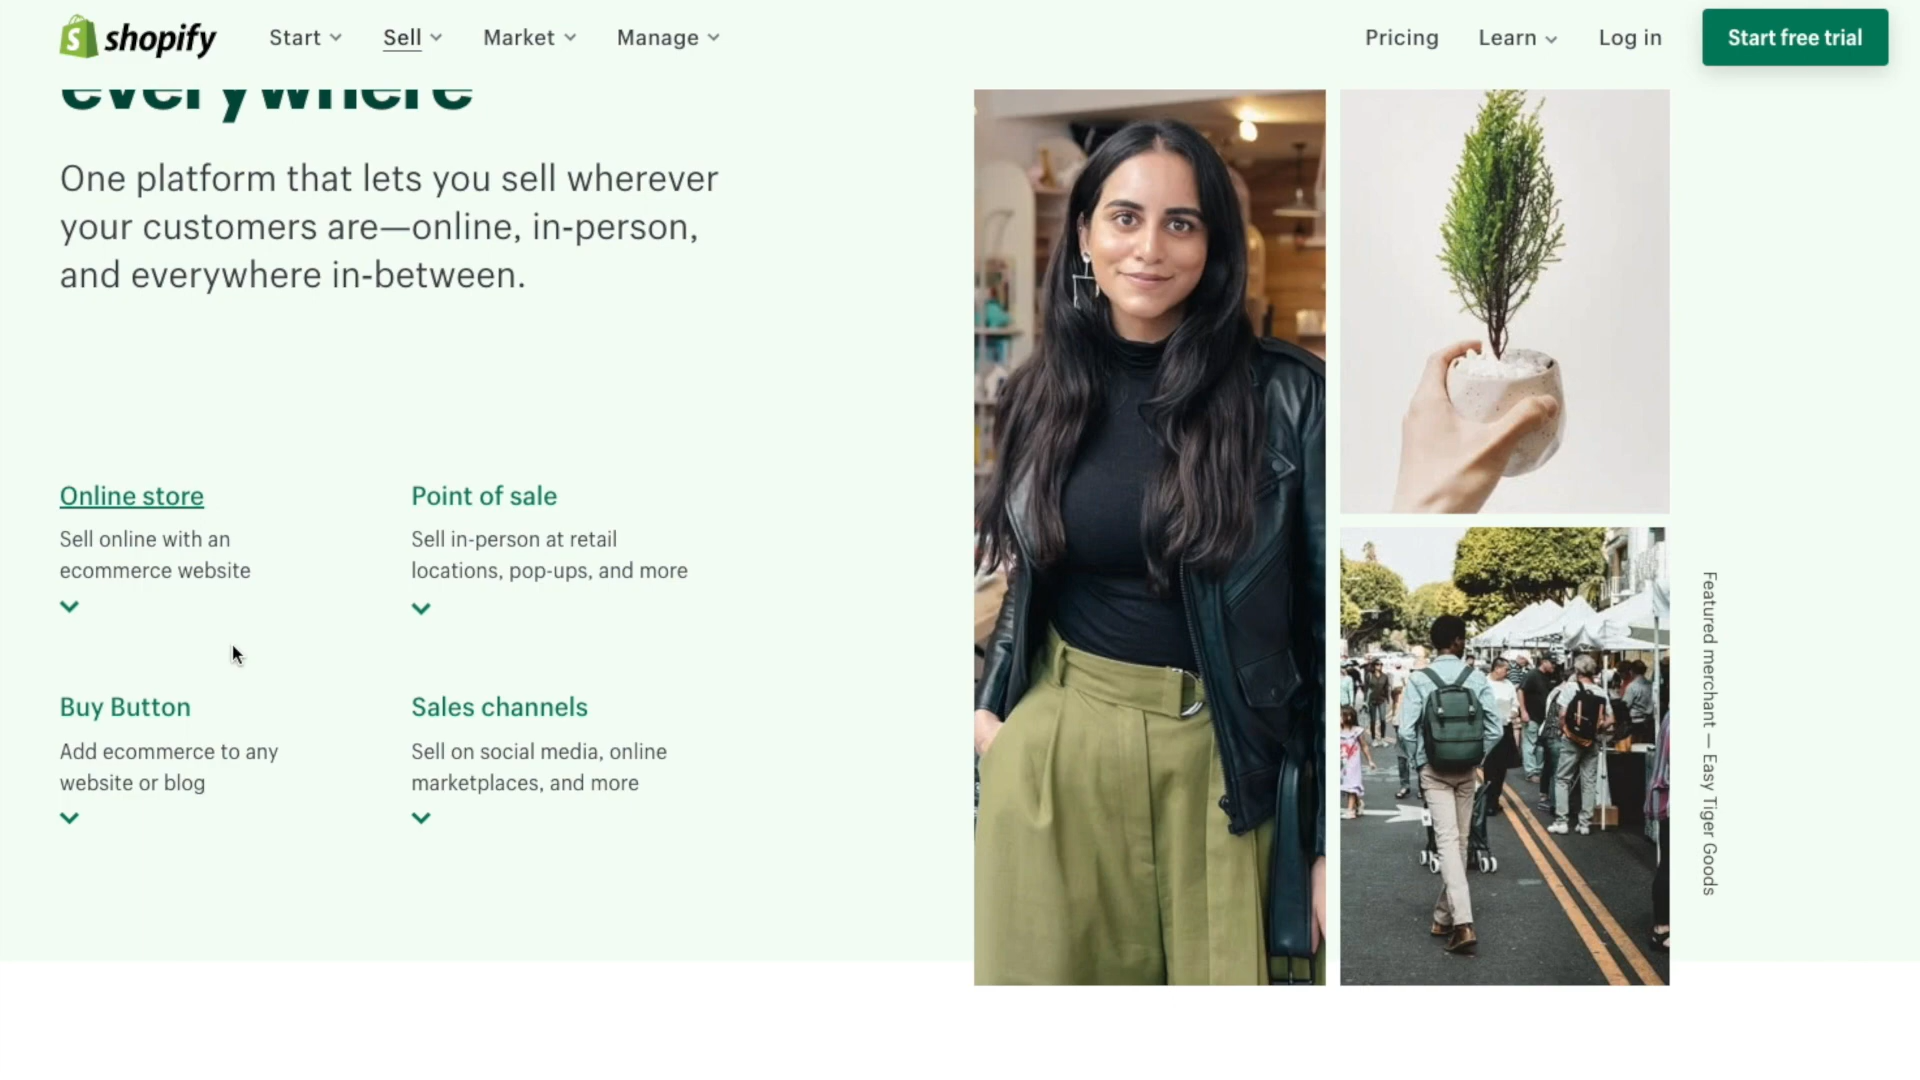 shopify
Start
Sell
Market
Manage
Pricing
Learn
Log in
Start free trial
everywhere
One platform that lets you sell wherever
your customers are—online, in-person,
and everywhere in-between.
Online store
Sell online with an
ecommerce website
Point of sale
Sell in-person at retail
locations, pop-ups, and more
Buy Button
Add ecommerce to any
website or blog
Sales channels
Sell on social media, online
marketplaces, and more
Featured merchant — Easy Tiger Goods